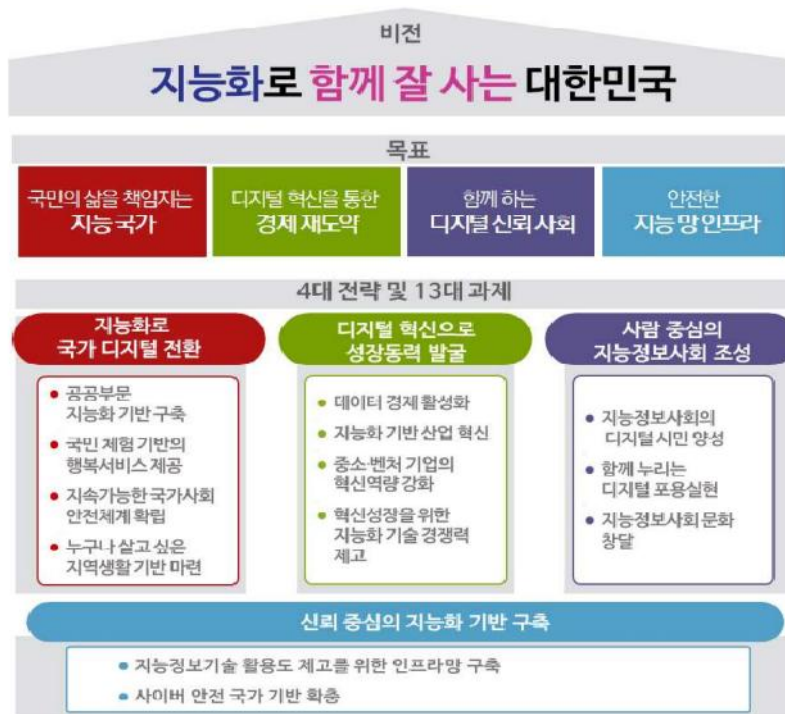 비전
지능화로 함께 잘 사는 대한민국
목표
국민의 삶을 책임지는
지능 국가
디지털 혁신을 통한
경제 재도약
함께 하는
디지털 신뢰 사회
안전한
지능 망 인프라
4대 전략 및 13대 과제
지능화로
국가 디지털 전환
• 공공부문
지능화 기반 구축
• 국민 체험 기반의
행복서비스 제공
• 지속가능한 국가사회
안전체계 확립
• 누구나 살고 싶은
지역생활 기반 마련
디지털 혁신으로
성장동력 발굴
• 데이터 경제 활성화
• 지능화 기반 산업 혁신
• 중소·벤처 기업의
혁신역량 강화
• 혁신성장을 위한
지능화 기술 경쟁력
제고
사람 중심의
지능정보사회 조성
• 지능정보사회의
디지털 시민 양성
• 함께 누리는
디지털 포용실현
• 지능정보사회 문화
창달
신뢰 중심의 지능화 기반 구축
• 지능정보기술 활용도 제고를 위한 인프라망 구축
• 사이버 안전 국가 기반 확충